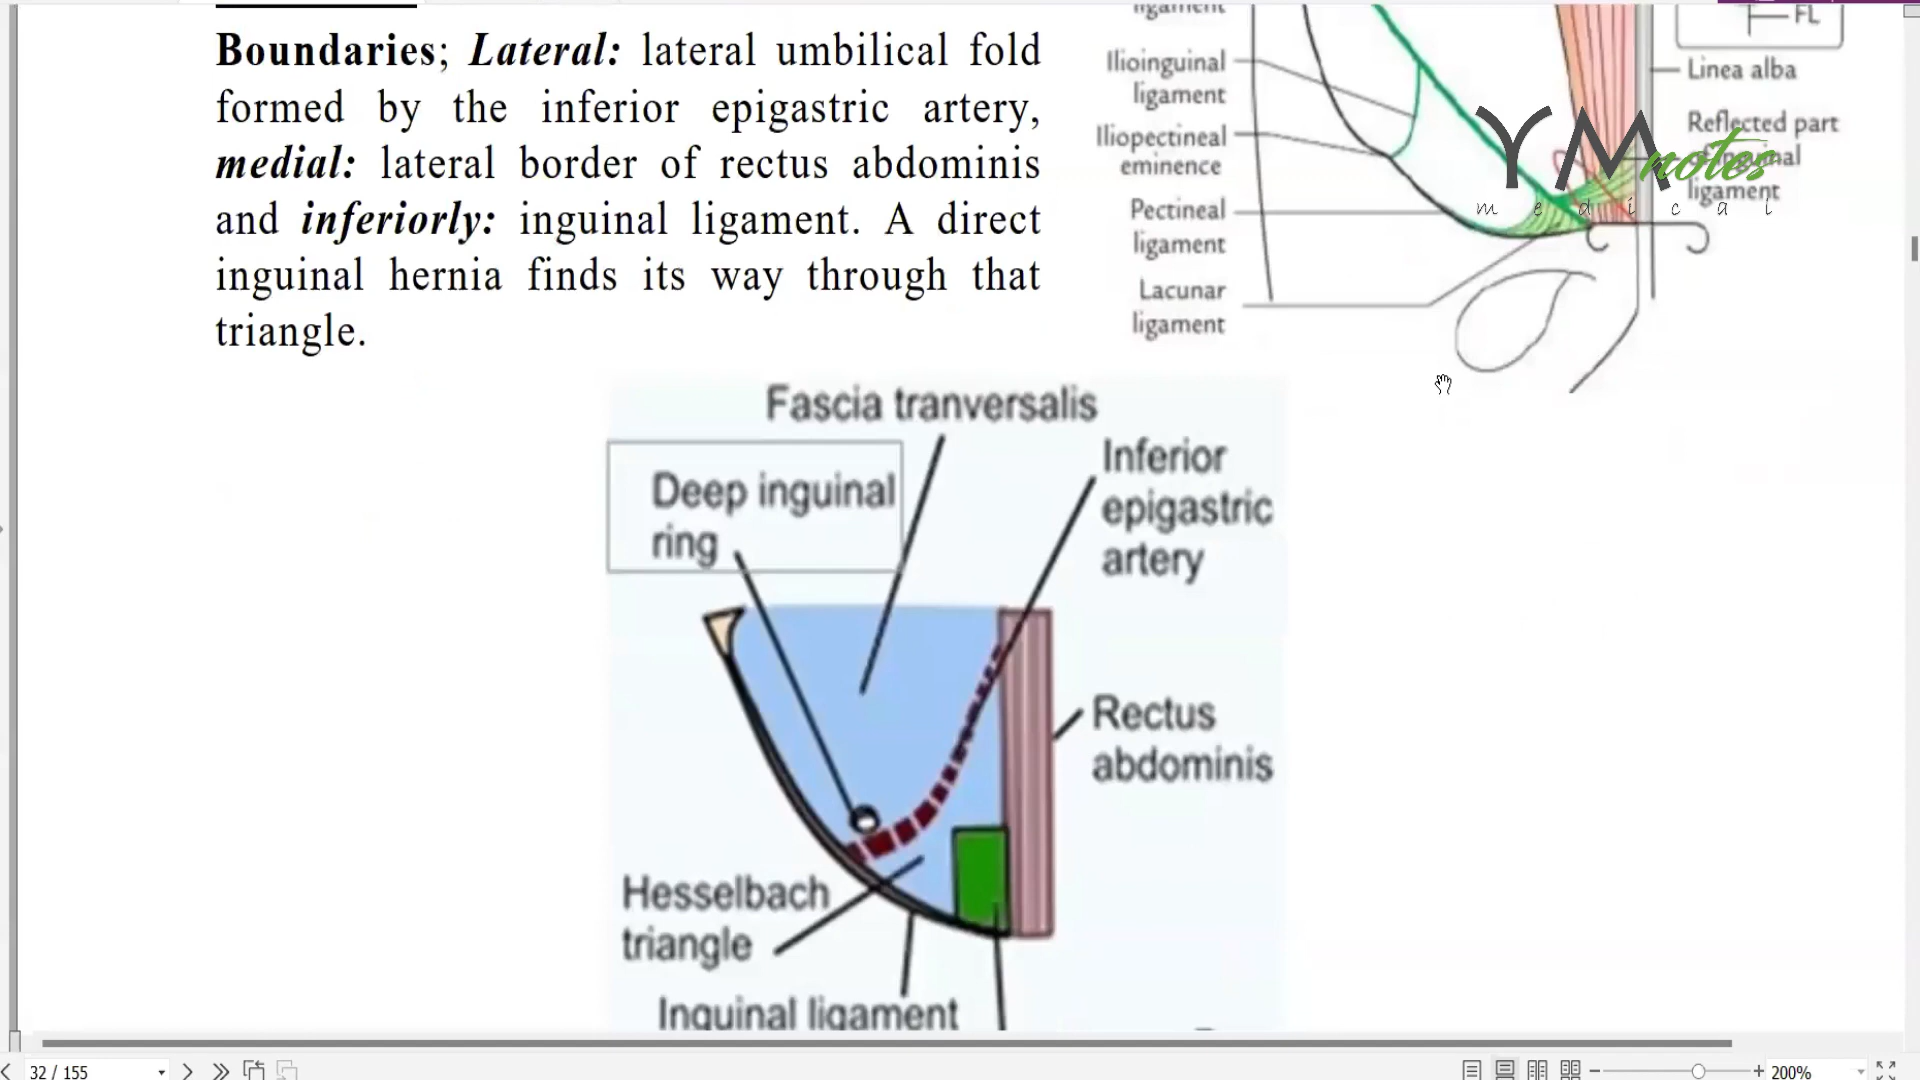 Boundaries; Lateral: lateral umbilical fold
formed by the inferior epigastric artery,
medial: lateral border of rectus abdominis
and inferiorly: inguinal ligament. A direct
inguinal hernia finds its way through that
triangle.
ligament
Ilioinguinal
ligament
Iliopectineal
eminence
Pectineal
ligament
Lacunar
ligament
FL
Linea alba
Reflected part
of inguinal
ligament
YM notes
medical
Fascia tranversalis
Deep inguinal
ring
Inferior
epigastric
artery
Rectus
abdominis
Hesselbach
triangle
Inguinal ligament
32 / 155
200%